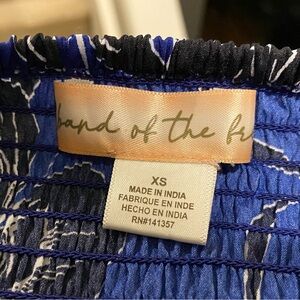 band of the
XS
MADE IN INDIA
FABRIQUE EN INDE
HECHO EN INDIA
RN#141357